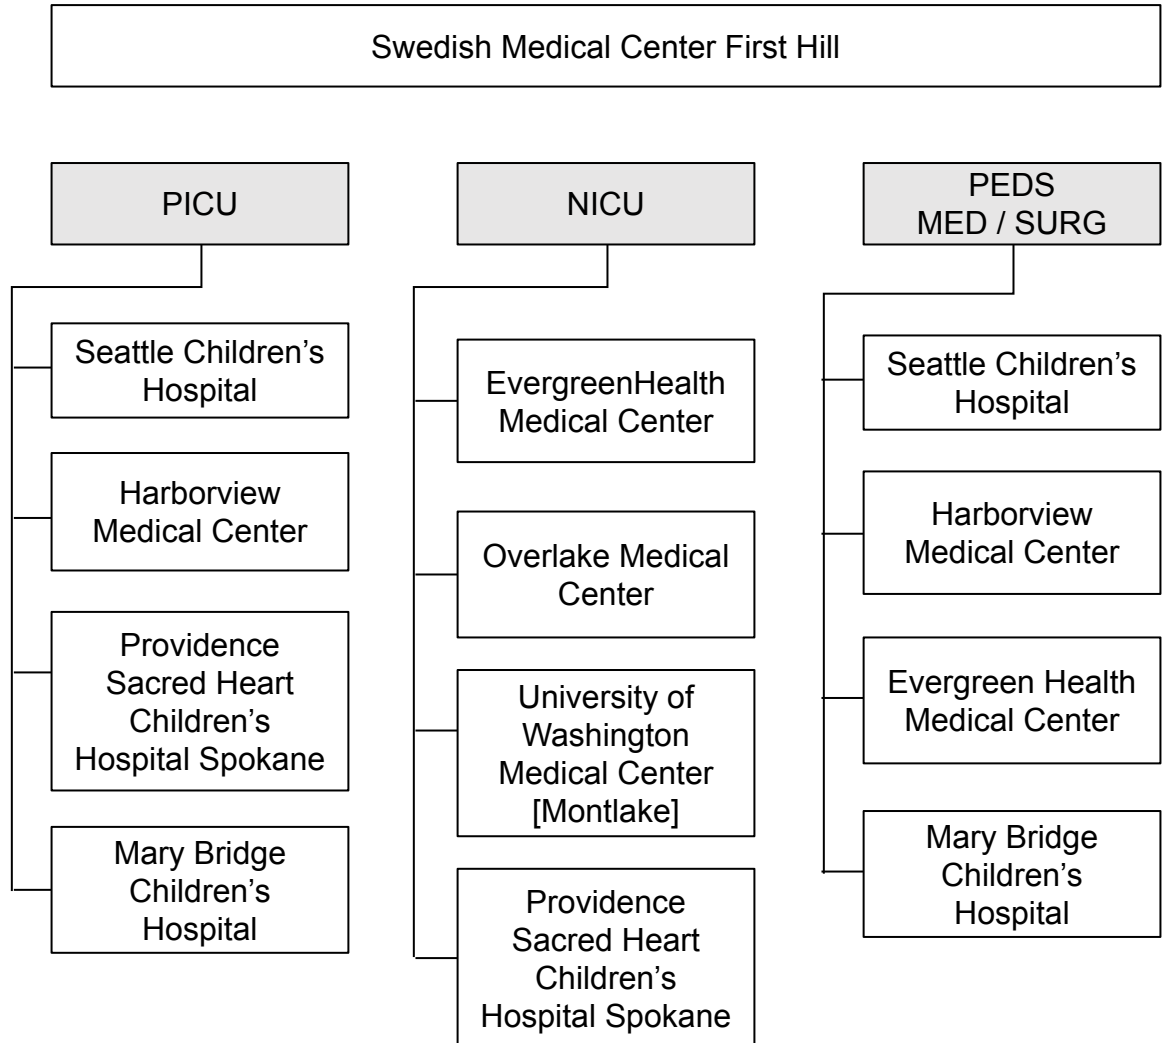 Swedish Medical Center First Hill
PICU
Seattle Children’s
Hospital
Harborview
Medical Center
Providence
Sacred Heart
Children’s
Hospital Spokane
Mary Bridge
Children’s
Hospital
NICU
EvergreenHealth
Medical Center
Overlake Medical
Center
University of
Washington
Medical Center
[Montlake]
Providence
Sacred Heart
Children’s
Hospital Spokane
PEDS
MED / SURG
Seattle Children’s
Hospital
Harborview
Medical Center
Evergreen Health
Medical Center
Mary Bridge
Children’s
Hospital